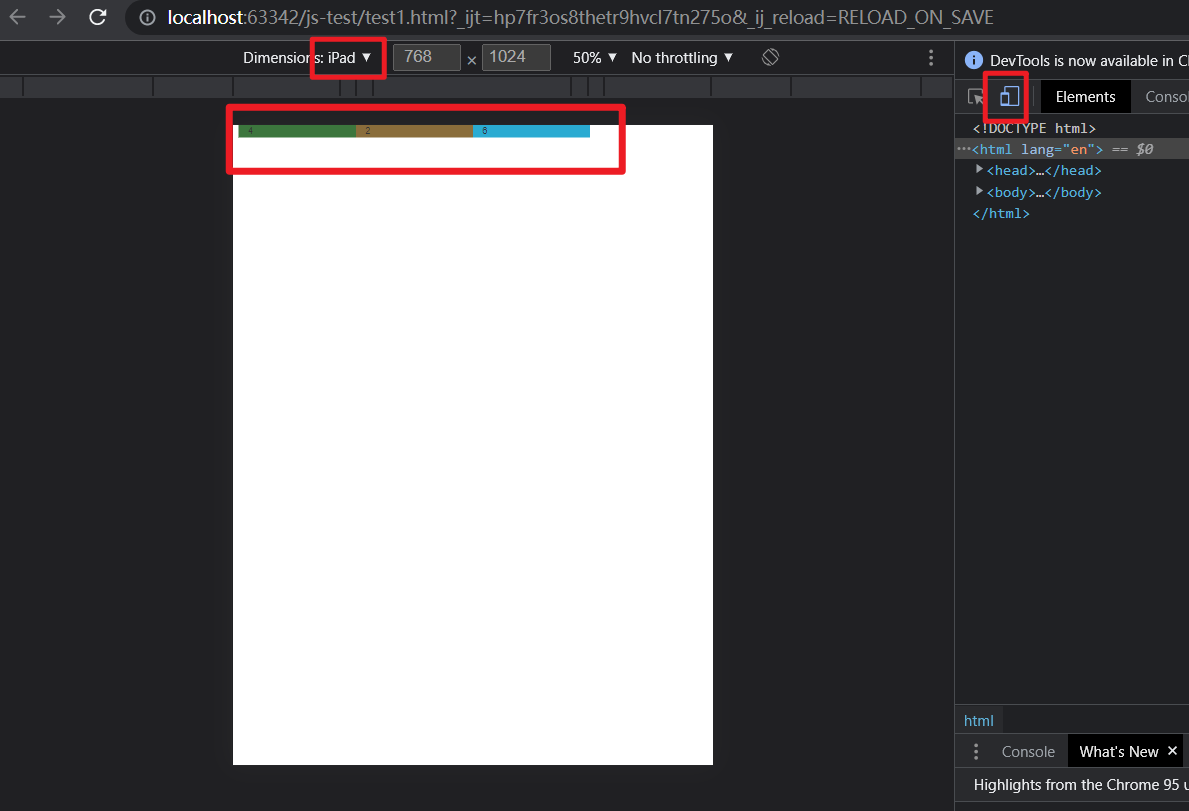 localhost:63342/js-test/test1.html?_ijt=hp7fr3os8thetr9hvcl7tn275o&_ij_reload=RELOAD_ON_SAVE
Dimensions: iPad ▼ 768 × 1024 50% ▼ No throttling ▼
DevTools is now available in C
Elements Consol
4 2 6
<!DOCTYPE html>
···<html lang="en"> == $0
▶<head>…</head>
▶<body>…</body>
</html>
html
Console What's New ×
Highlights from the Chrome 95 u